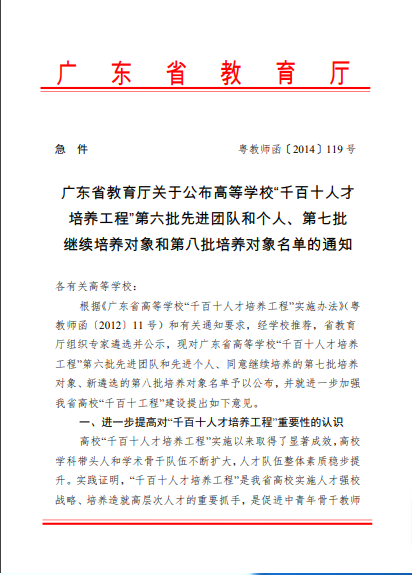 广东省教育厅
急 件 粤教师函〔2014〕119号
广东省教育厅关于公布高等学校“千百十人才
培养工程”第六批先进团队和个人、第七批
继续培养对象和第八批培养对象名单的通知
各有关高等学校：
根据《广东省高等学校“千百十人才培养工程”实施办法》（粤
教师函〔2012〕11号）和有关通知要求，经学校推荐，省教育
厅组织专家遴选并公示，现对广东省高等学校“千百十人才培养
工程”第六批先进团队和先进个人、同意继续培养的第七批培养
对象、新遴选的第八批培养对象名单予以公布，并就进一步加强
我省高校“千百十工程”建设提出如下意见。
一、进一步提高对“千百十人才培养工程”重要性的认识
高校“千百十人才培养工程”实施以来取得了显著成效，高校
学科带头人和学术骨干队伍不断扩大，人才队伍整体素质稳步提
升。实践证明，“千百十人才培养工程”是我省高校实施人才强校
战略、培养造就高层次人才的重要抓手，是促进中青年骨干教师